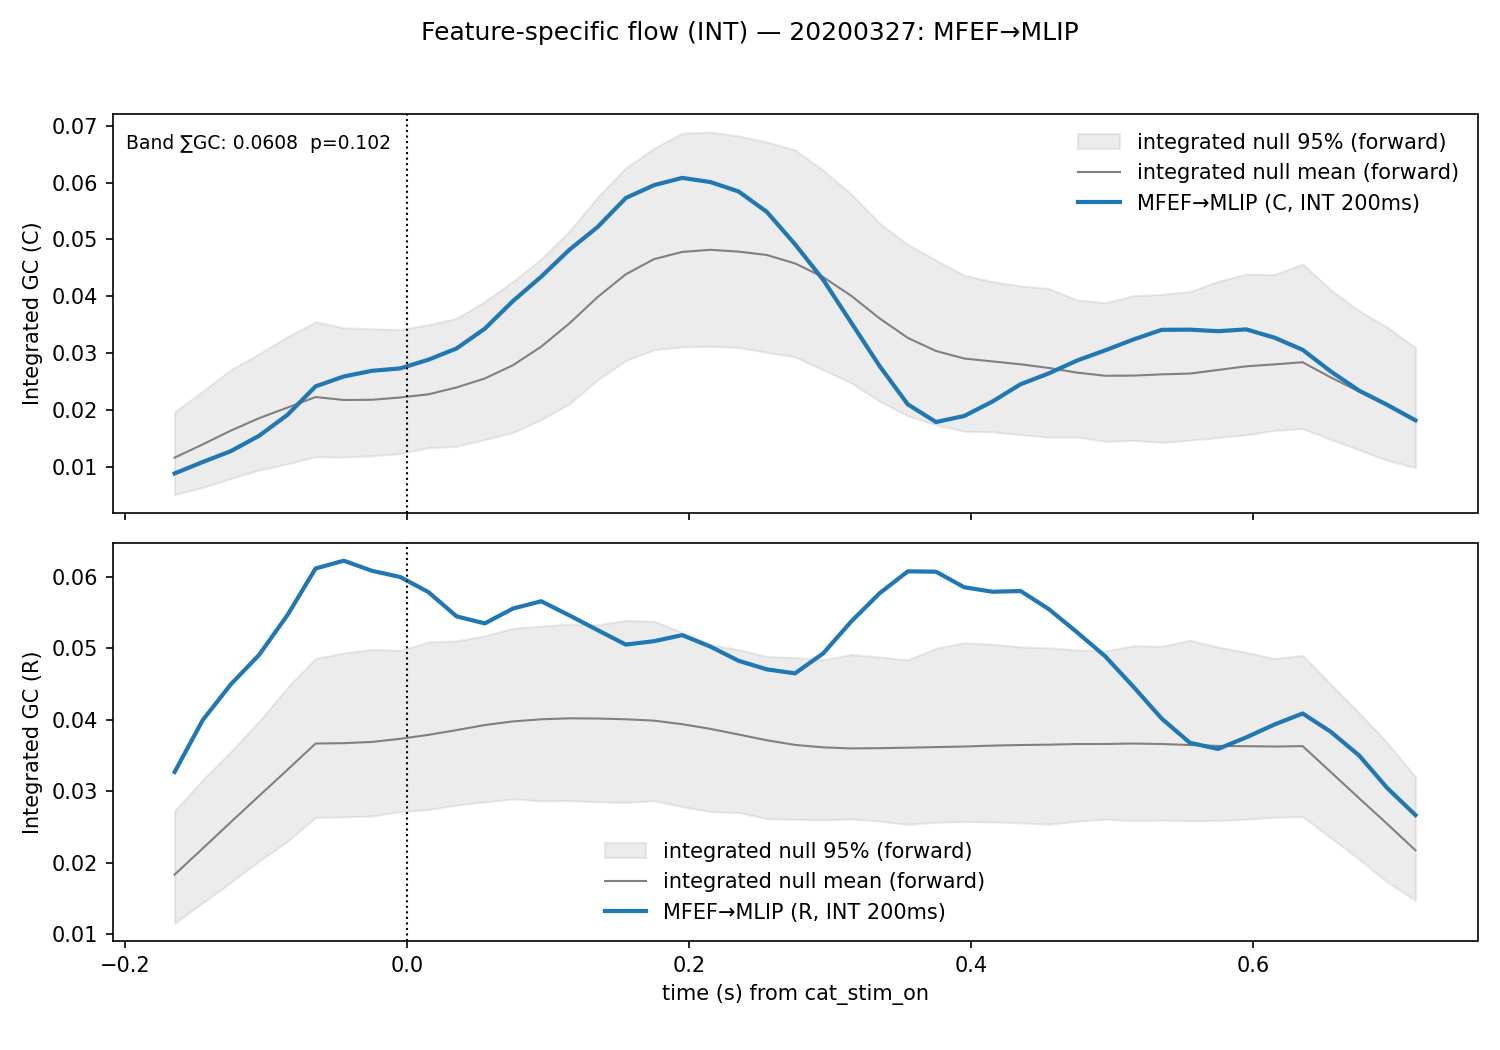 Feature-specific flow (INT) — 20200327: MFEF→MLIP
Band ∑GC: 0.0608  p=0.102
integrated null 95% (forward)
integrated null mean (forward)
MFEF→MLIP (C, INT 200ms)
Integrated GC (C)
0.07
0.06
0.05
0.04
0.03
0.02
0.01
Integrated GC (R)
0.06
0.05
0.04
0.03
0.02
0.01
integrated null 95% (forward)
integrated null mean (forward)
MFEF→MLIP (R, INT 200ms)
−0.2 0.0 0.2 0.4 0.6
time (s) from cat_stim_on